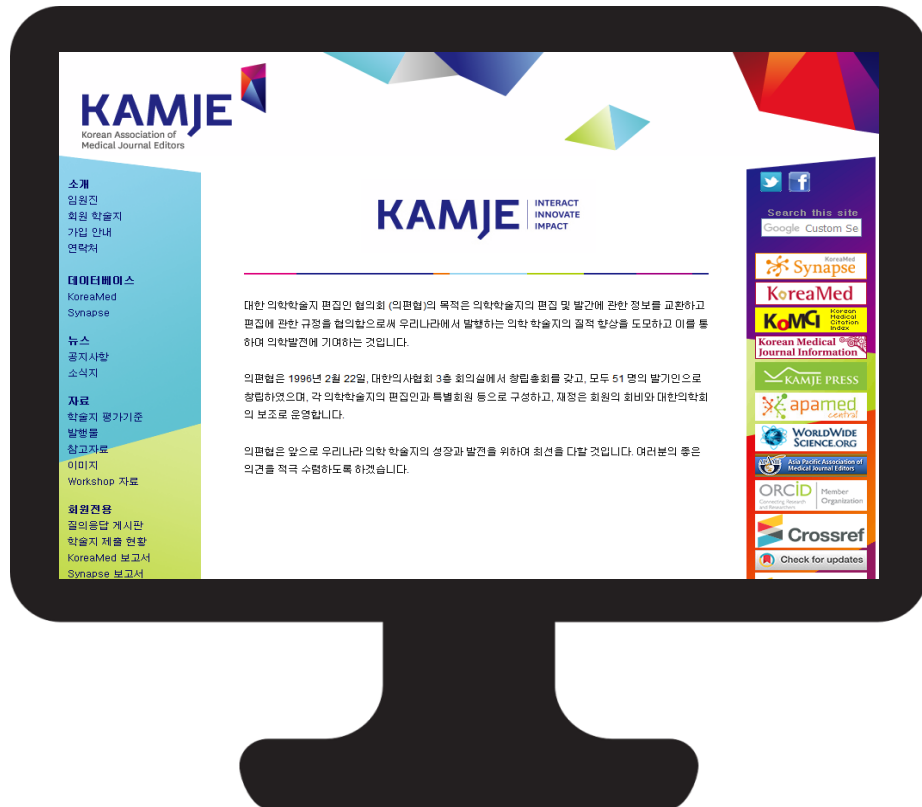 KAMJE
Korean Association of
Medical Journal Editors
소개
임원진
회원 학술지
가입 안내
연락처
데이터베이스
KoreaMed
Synapse
뉴스
공지사항
소식지
자료
학술지 평가기준
발행물
참고자료
이미지
Workshop 자료
회원전용
질의응답 게시판
학술지 제출 현황
KoreaMed 보고서
Synapse 보고서
KAMJE
INTERACT
INNOVATE
IMPACT
대한 의학학술지 편집인 협의회 (의편협)의 목적은 의학학술지의 편집 및 발간에 관한 정보를 교환하고
편집에 관한 규정을 협의함으로써 우리나라에서 발행하는 의학 학술지의 질적 향상을 도모하고 이를 통
하여 의학발전에 기여하는 것입니다.
의편협은 1996년 2월 22일, 대한의사협회 3층 회의실에서 창립총회를 갖고, 모두 51 명의 발기인으로
창립하였으며, 각 의학학술지의 편집인과 특별회원 등으로 구성하고, 재정은 회원의 회비와 대한의학회
의 보조로 운영합니다.
의편협은 앞으로 우리나라 의학 학술지의 성장과 발전을 위하여 최선을 다할 것입니다. 여러분의 좋은
의견을 적극 수렴하도록 하겠습니다.
Search this site
Google Custom Se
KoreaMed
Synapse
KoreaMed
KoMCI
Korean
Medical
Citation
Index
Korean Medical
Journal Information
KAMJE PRESS
apamed
central
WORLDWIDE
SCIENCE.ORG
Asia Pacific Association of
Medical Journal Editors
ORCID
Connecting Research
and Researchers
Member
Organization
Crossref
Check for updates